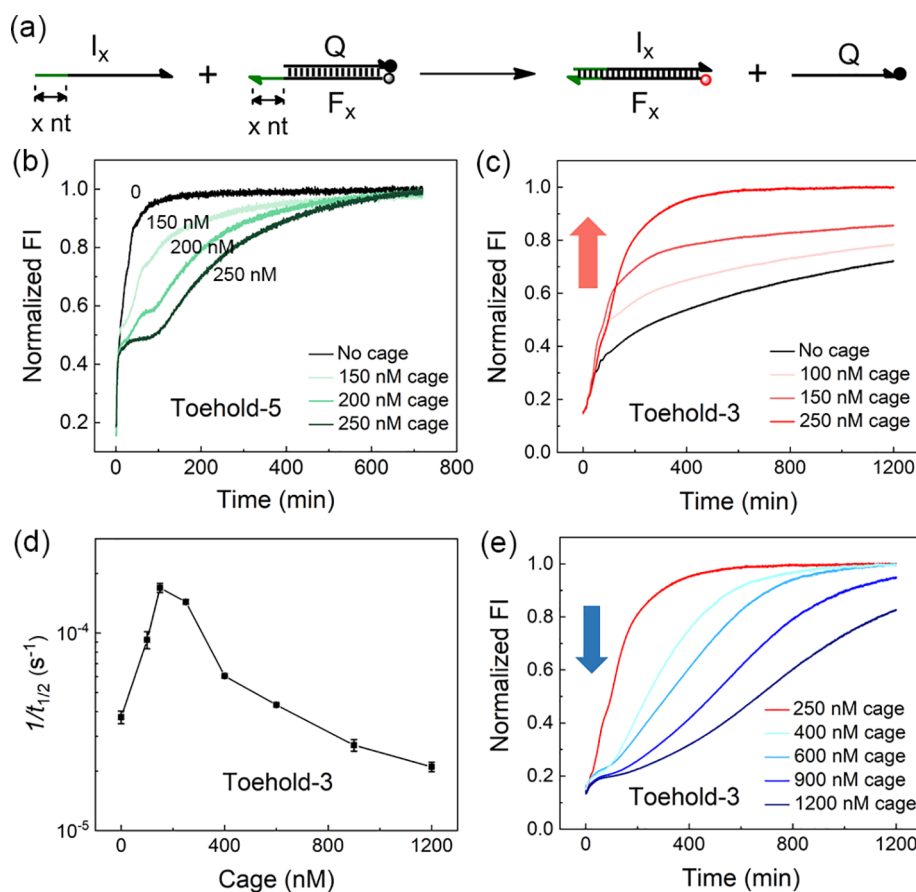 (a)
I_x
+
Q
I_x
+
Q
x nt
x nt
F_x
F_x
(b)
Normalized FI
1.0
0.8
0.6
0.4
0.2
0
150 nM
200 nM
250 nM
No cage
150 nM cage
200 nM cage
250 nM cage
Toehold-5
0 200 400 600 800
Time (min)
(c)
Normalized FI
1.0
0.8
0.6
0.4
0.2
0.0
No cage
100 nM cage
150 nM cage
250 nM cage
Toehold-3
0 400 800 1200
Time (min)
(d)
1/t_{1/2} (s⁻¹)
10⁻⁴
10⁻⁵
Toehold-3
0 400 800 1200
Cage (nM)
(e)
Normalized FI
1.0
0.8
0.6
0.4
0.2
0.0
250 nM cage
400 nM cage
600 nM cage
900 nM cage
1200 nM cage
Toehold-3
0 400 800 1200
Time (min)